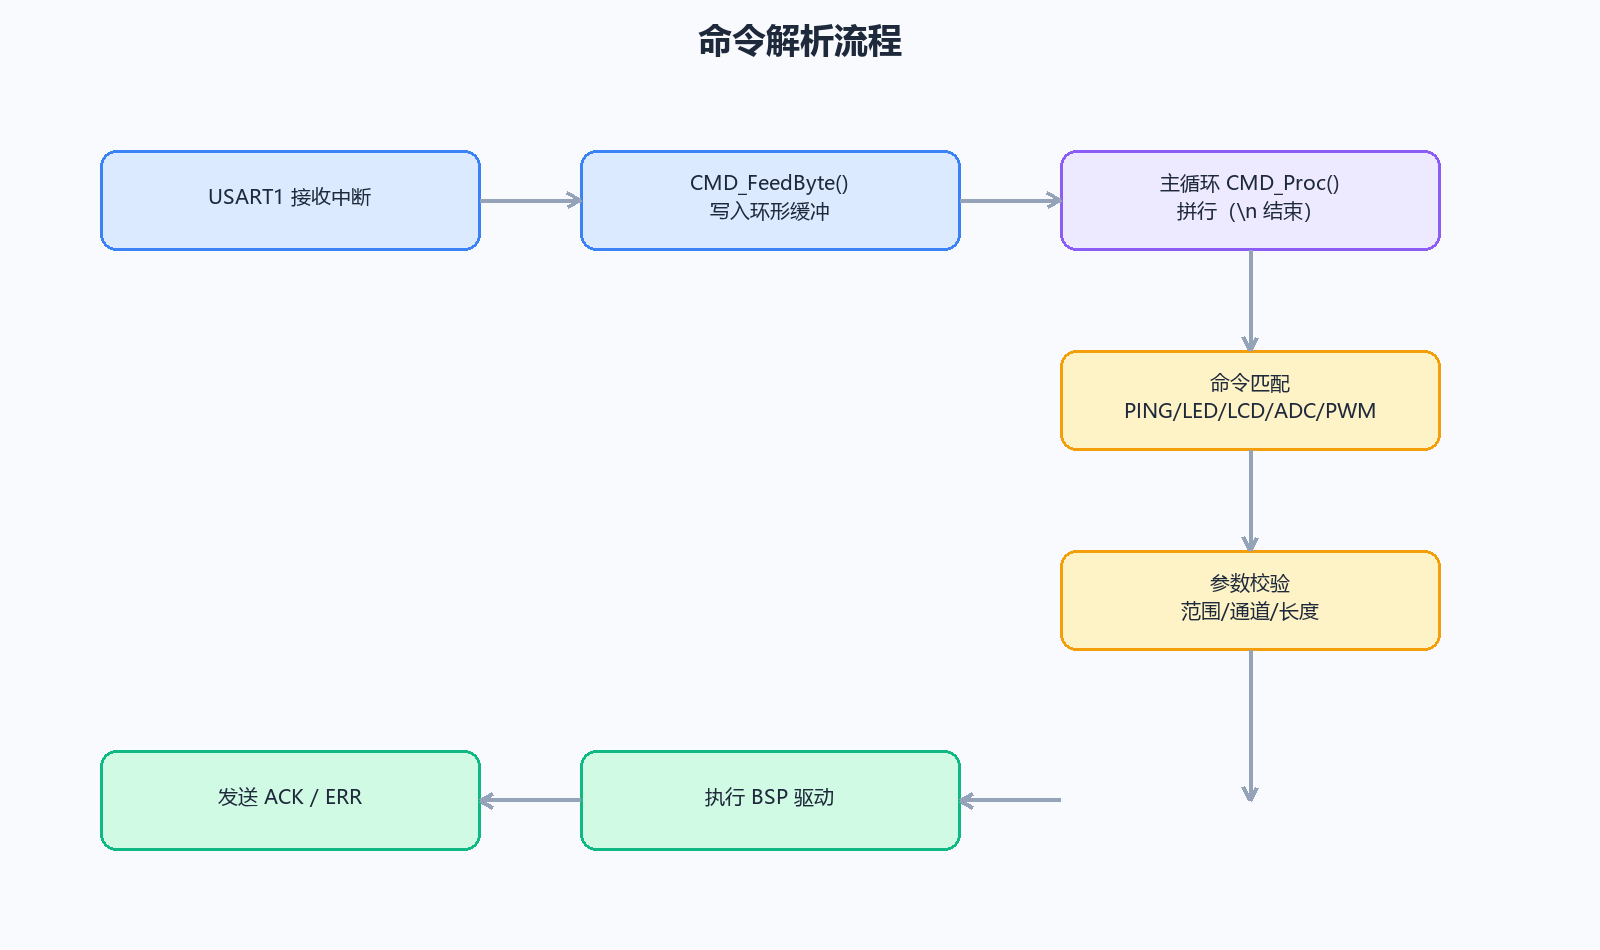 命令解析流程
USART1 接收中断
CMD_FeedByte()
写入环形缓冲
主循环 CMD_Proc()
拼行（\n 结束）
命令匹配
PING/LED/LCD/ADC/PWM
参数校验
范围/通道/长度
执行 BSP 驱动
发送 ACK / ERR